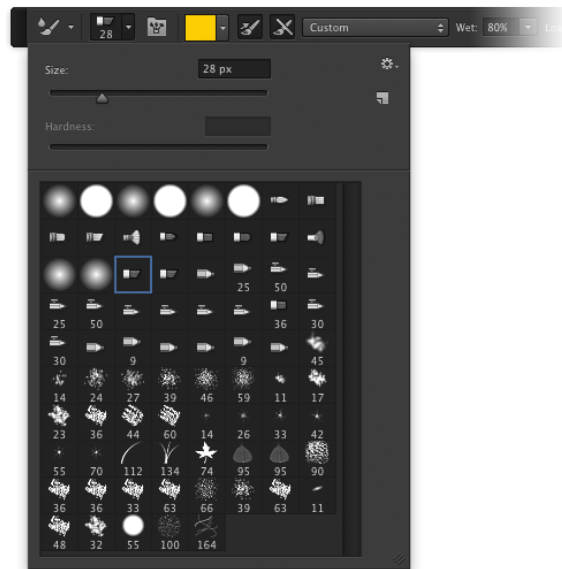 28
Custom
Wet: 80%
Size:
28 px
Hardness:
25 50
25 50 36 30
30 9 9 45
14 24 27 39 46 59 11 17
23 36 44 60 14 26 33 42
55 70 112 134 74 95 95 90
36 36 33 63 66 39 63 11
48 32 55 100 164